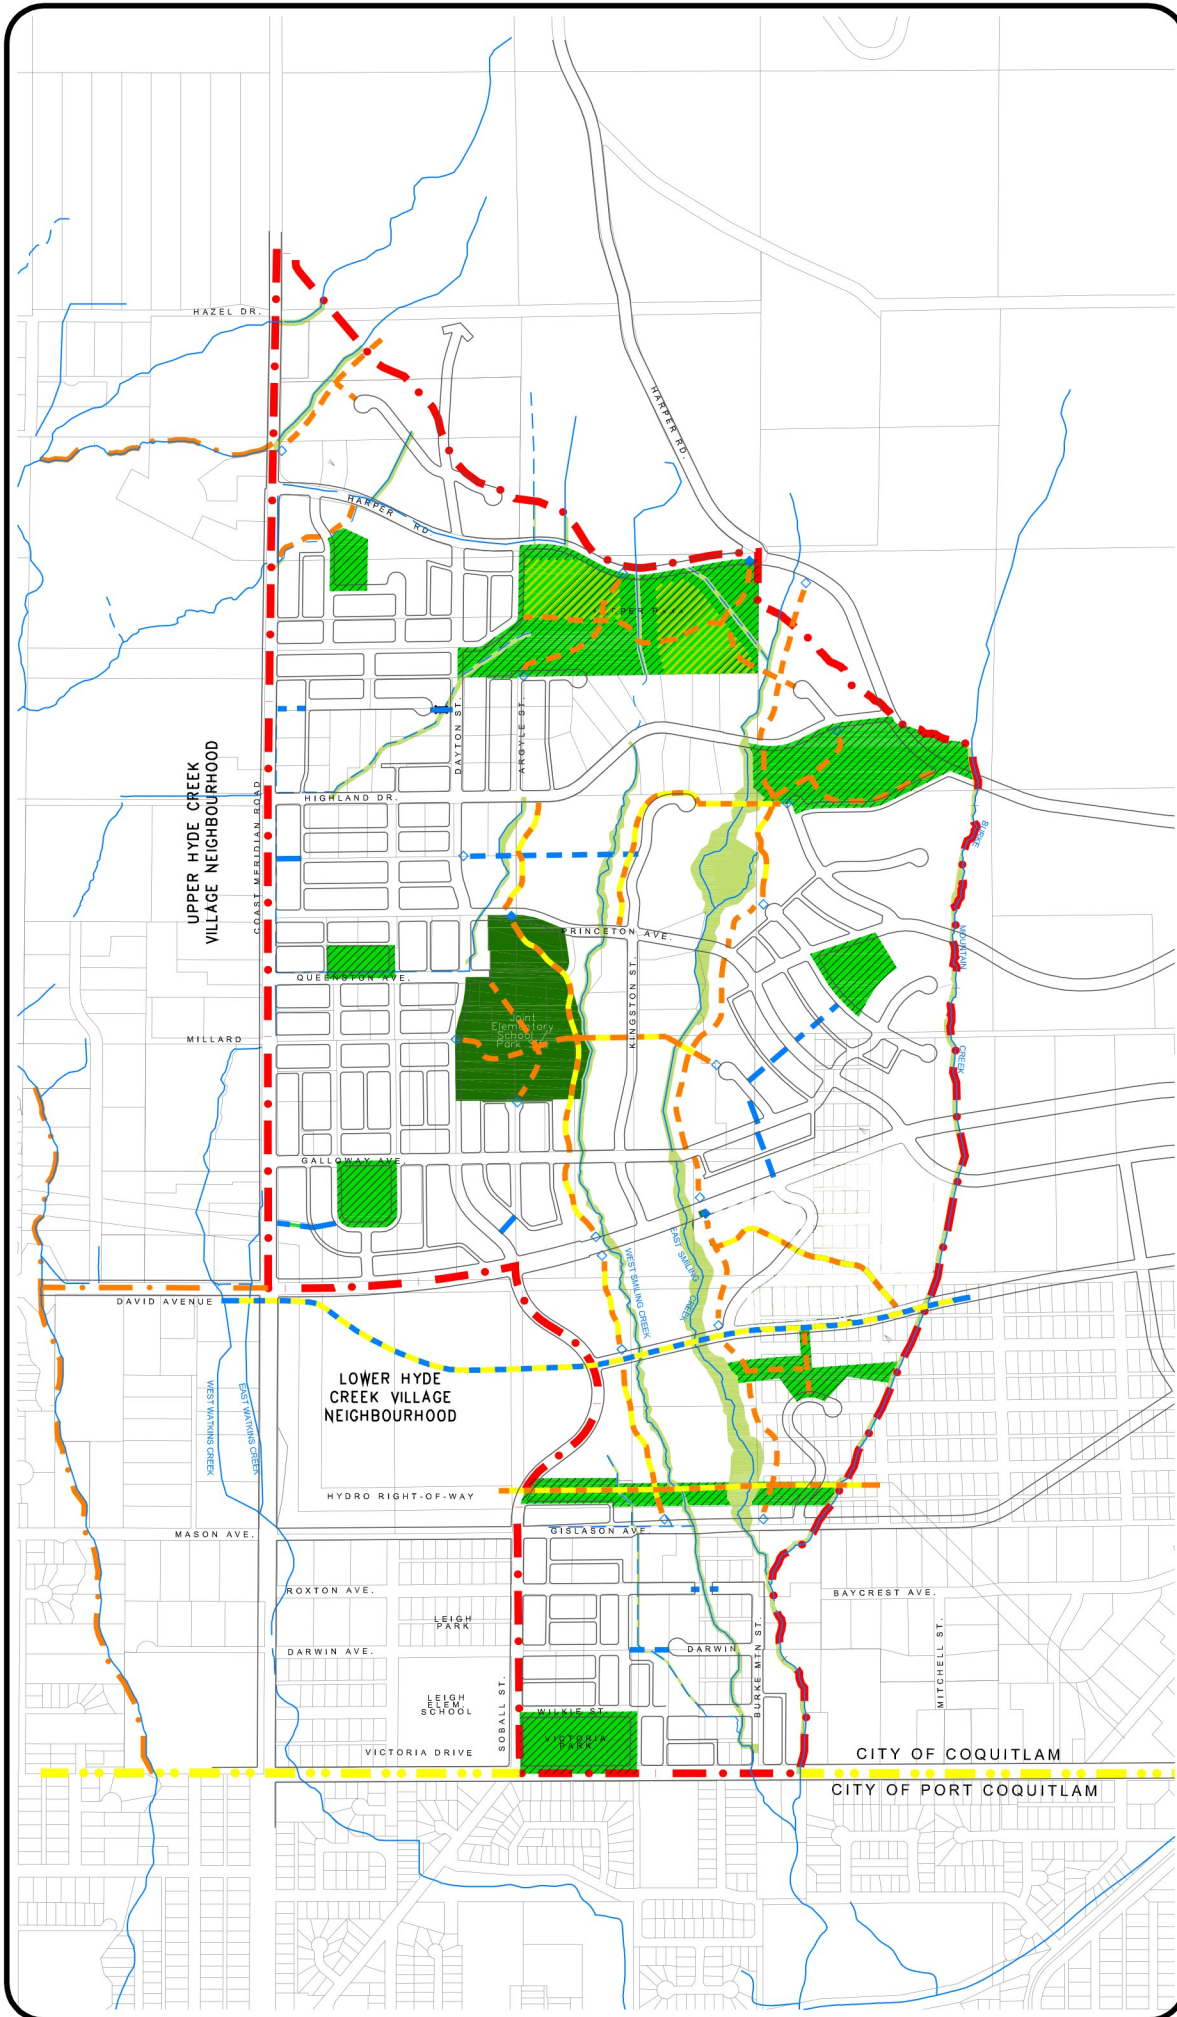 HAZEL DR.
HARPER RD.
HARPER RD.
UPPER HYDE CREEK
VILLAGE NEIGHBOURHOOD
COAST MERIDIAN ROAD
DAYTON ST.
ARGYLE ST.
HIGHLAND DR.
BURKE
MOUNTAIN
CREEK
PRINCETON AVE.
QUEENSTON AVE.
KINGSTON ST.
Joint
Elementary
School /
Park
MILLARD
GALLOWAY AVE.
WEST SMILING CREEK
EAST SMILING
CREEK
DAVID AVENUE
LOWER HYDE
CREEK VILLAGE
NEIGHBOURHOOD
WEST WATKINS CREEK
EAST WATKINS CREEK
HYDRO RIGHT-OF-WAY
MASON AVE.
GISLASON AVE.
ROXTON AVE.
BAYCREST AVE.
LEIGH
PARK
DARWIN AVE.
DARWIN
BURKE MTN ST.
MITCHELL ST.
LEIGH
ELEM.
SCHOOL
SOBALL ST.
WILKIE ST.
VICTORIA
PARK
VICTORIA DRIVE
CITY OF COQUITLAM
CITY OF PORT COQUITLAM